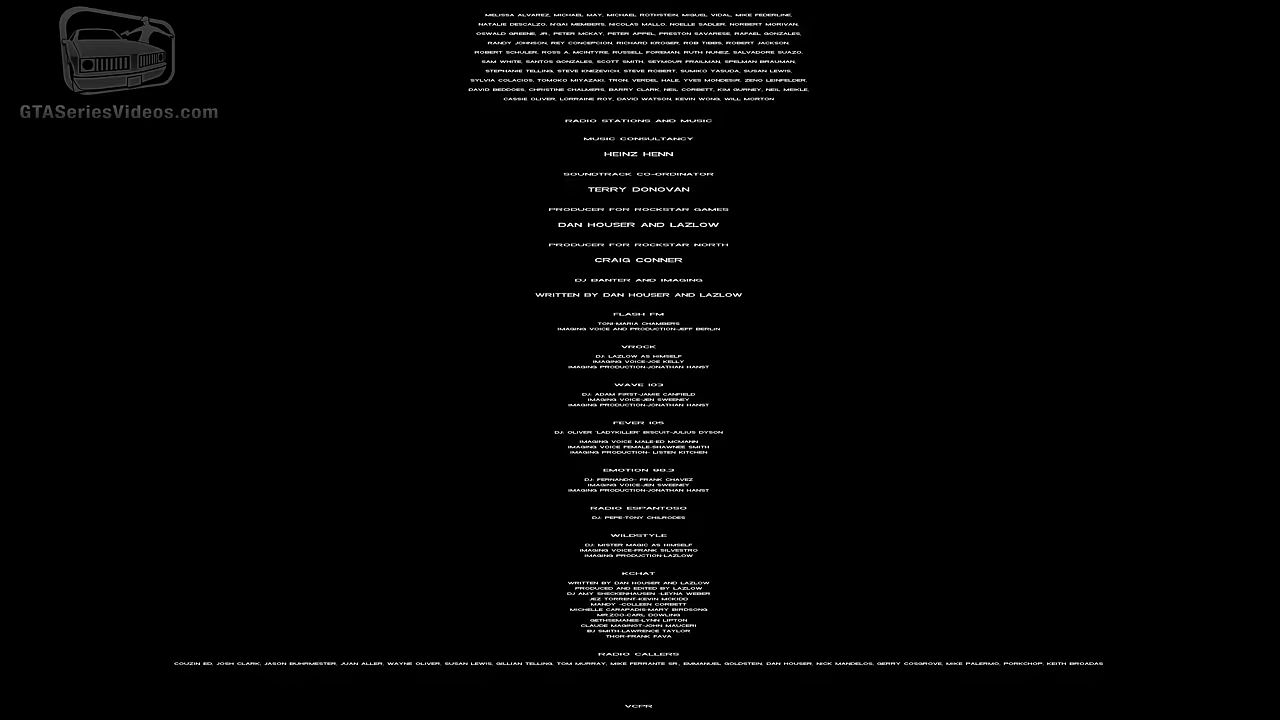 GTASeriesVideos.com
MELISSA ALVAREZ, MICHAEL MAY, MICHAEL ROTHSTEIN, MIGUEL VIDAL, MIKE FEDERLINE,
NATALIE DESCALZO, N'GAI MEMBERS, NICOLAS MALLO, NOELLE SADLER, NORBERT MORIVAN,
OSWALD GREENE, JR., PETER MCKAY, PETER APPEL, PRESTON SAVARESE, RAFAEL GONZALES,
RANDY JOHNSON, REY CONCEPCION, RICHARD KROGER, ROB TIBBS, ROBERT JACKSON,
ROBERT SCHULER, ROSS A. MCINTYRE, RUSSELL FOREMAN, RUTH NUNEZ, SALVADORE SUAZO,
SAM WHITE, SANTOS GONZALES, SCOTT SMITH, SEYMOUR FRAILMAN, SPELMAN BRAUMAN,
STEPHANIE TELLING, STEVE KNEZEVICH, STEVE ROBERT, SUMIKO YASUDA, SUSAN LEWIS,
SYLVIA COLACIOS, TOMOKO MIYAZAKI, TRON, VERDEL HALE, YVES MONDESIR, ZENO LEINFELDER,
DAVID BEDDOES, CHRISTINE CHALMERS, BARRY CLARK, NEIL CORBETT, KIM GURNEY, NEIL MEIKLE,
CASSIE OLIVER, LORRAINE ROY, DAVID WATSON, KEVIN WONG, WILL MORTON
RADIO STATIONS AND MUSIC
MUSIC CONSULTANCY
HEINZ HENN
SOUNDTRACK CO-ORDINATOR
TERRY DONOVAN
PRODUCER FOR ROCKSTAR GAMES
DAN HOUSER AND LAZLOW
PRODUCER FOR ROCKSTAR NORTH
CRAIG CONNER
DJ BANTER AND IMAGING
WRITTEN BY DAN HOUSER AND LAZLOW
FLASH FM
TONI-MARIA CHAMBERS
IMAGING VOICE AND PRODUCTION-JEFF BERLIN
VROCK
DJ: LAZLOW AS HIMSELF
IMAGING VOICE-JOE KELLY
IMAGING PRODUCTION-JONATHAN HANST
WAVE 103
DJ: ADAM FIRST-JAMIE CANFIELD
IMAGING VOICE-JEN SWEENEY
IMAGING PRODUCTION-JONATHAN HANST
FEVER 105
DJ: OLIVER 'LADYKILLER' BISCUIT-JULIUS DYSON
IMAGING VOICE MALE-ED MCMANN
IMAGING VOICE FEMALE-SHAWNEE SMITH
IMAGING PRODUCTION- LISTEN KITCHEN
EMOTION 98.3
DJ: FERNANDO- FRANK CHAVEZ
IMAGING VOICE-JEN SWEENEY
IMAGING PRODUCTION-JONATHAN HANST
RADIO ESPANTOSO
DJ: PEPE-TONY CHILRODES
WILDSTYLE
DJ: MISTER MAGIC AS HIMSELF
IMAGING VOICE-FRANK SILVESTRO
IMAGING PRODUCTION-LAZLOW
KCHAT
WRITTEN BY DAN HOUSER AND LAZLOW
PRODUCED AND EDITED BY LAZLOW
DJ AMY SHECKENHAUSEN -LEYNA WEBER
JEZ TORRENT-KEVIN MCKIDD
MANDY -COLLEEN CORBETT
MICHELLE CARAPADIS-MARY BIRDSONG
MR.ZOO-CARL DOWLING
GETHSEMANEE-LYNN LIPTON
CLAUDE MAGINOT-JOHN MAUCERI
BJ SMITH-LAWRENCE TAYLOR
THOR-FRANK FAVA
RADIO CALLERS
COUZIN ED, JOSH CLARK, JASON BUHRMESTER, JUAN ALLER, WAYNE OLIVER, SUSAN LEWIS, GILLIAN TELLING, TOM MURRAY, MIKE FERRANTE SR., EMMANUEL GOLDSTEIN, DAN HOUSER, NICK MANDELOS, GERRY COSGROVE, MIKE PALERMO, PORKCHOP, KEITH BROADAS
VCPR